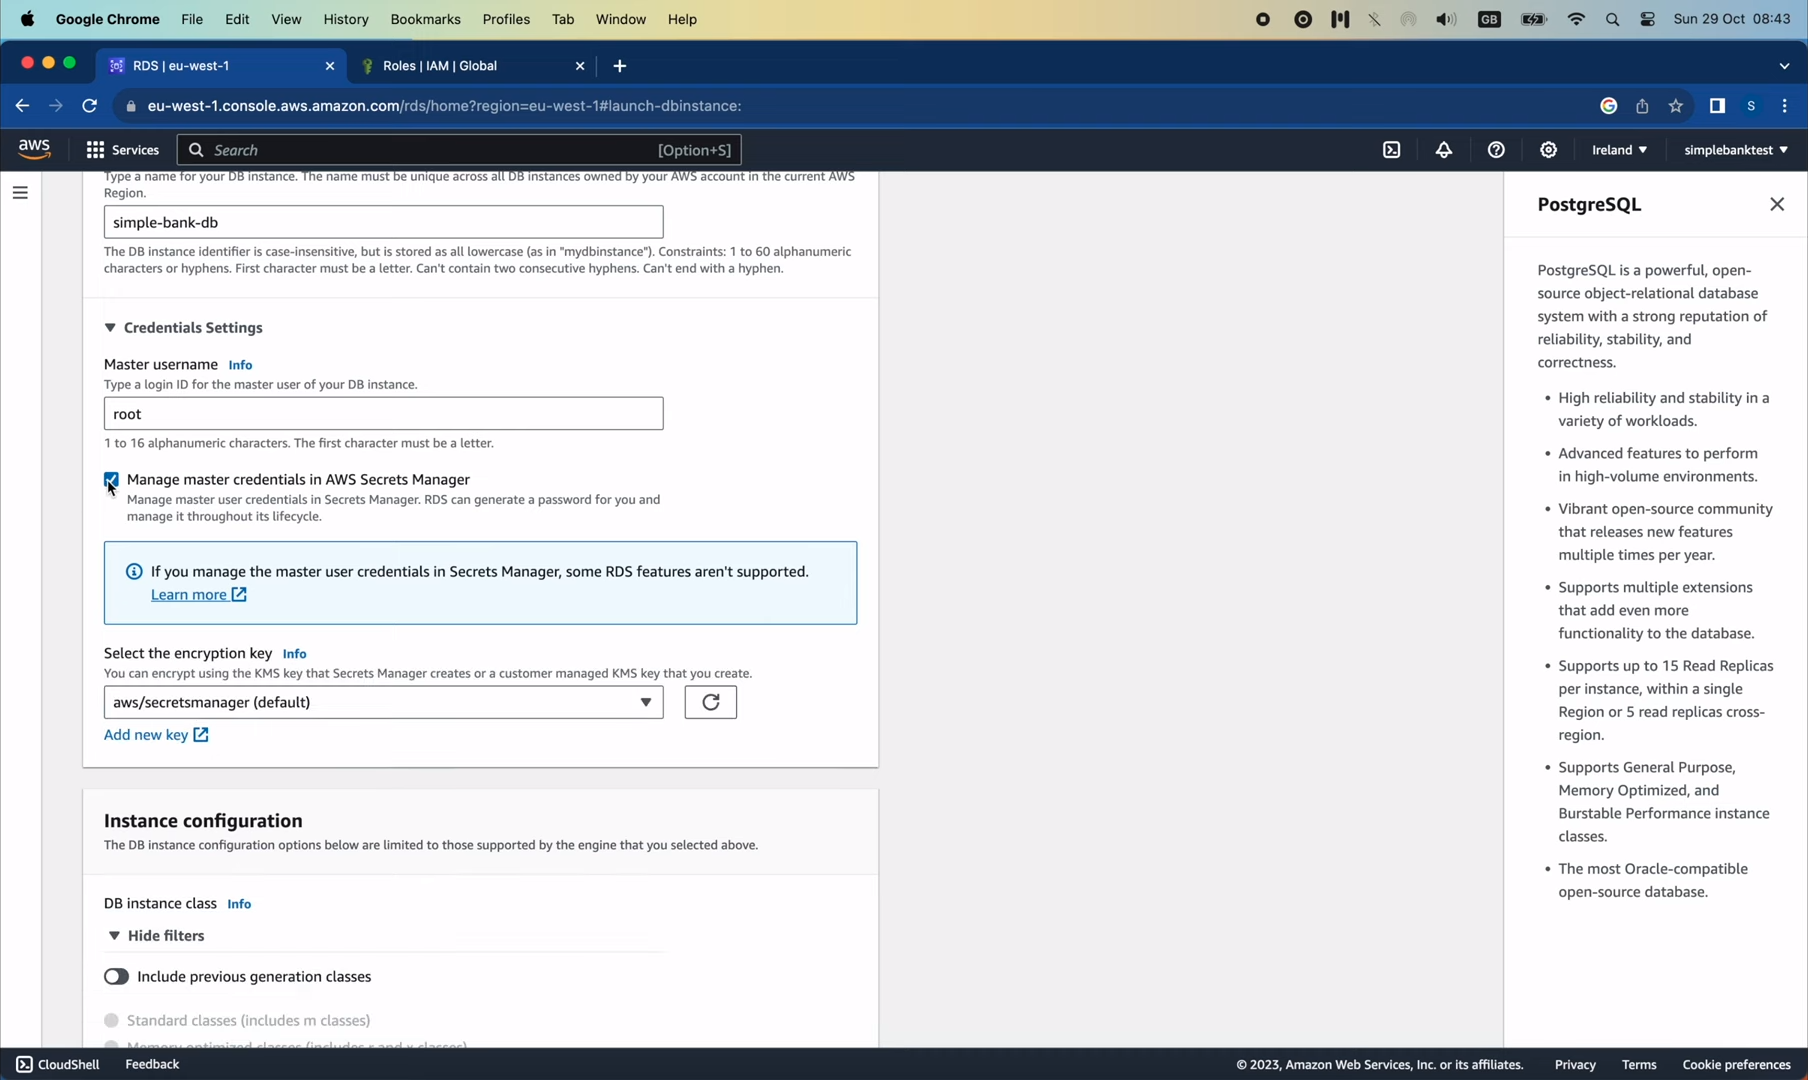 Google Chrome File Edit View History Bookmarks Profiles Tab Window Help GB Sun 29 Oct 08:43
RDS | eu-west-1 Roles | IAM | Global
eu-west-1.console.aws.amazon.com/rds/home?region=eu-west-1#launch-dbinstance: S
aws Services Search [Option+S] Ireland simplebanktest
Type a name for your DB instance. The name must be unique across all DB instances owned by your AWS account in the current AWS
Region.
simple-bank-db
The DB instance identifier is case-insensitive, but is stored as all lowercase (as in "mydbinstance"). Constraints: 1 to 60 alphanumeric
characters or hyphens. First character must be a letter. Can't contain two consecutive hyphens. Can't end with a hyphen.
Credentials Settings
Master username Info
Type a login ID for the master user of your DB instance.
root
1 to 16 alphanumeric characters. The first character must be a letter.
Manage master credentials in AWS Secrets Manager
Manage master user credentials in Secrets Manager. RDS can generate a password for you and
manage it throughout its lifecycle.
If you manage the master user credentials in Secrets Manager, some RDS features aren't supported.
Learn more
Select the encryption key Info
You can encrypt using the KMS key that Secrets Manager creates or a customer managed KMS key that you create.
aws/secretsmanager (default)
Add new key
Instance configuration
The DB instance configuration options below are limited to those supported by the engine that you selected above.
DB instance class Info
Hide filters
Include previous generation classes
Standard classes (includes m classes)
Memory optimized classes (includes r and x classes)
PostgreSQL
PostgreSQL is a powerful, open-
source object-relational database
system with a strong reputation of
reliability, stability, and
correctness.
• High reliability and stability in a
variety of workloads.
• Advanced features to perform
in high-volume environments.
• Vibrant open-source community
that releases new features
multiple times per year.
• Supports multiple extensions
that add even more
functionality to the database.
• Supports up to 15 Read Replicas
per instance, within a single
Region or 5 read replicas cross-
region.
• Supports General Purpose,
Memory Optimized, and
Burstable Performance instance
classes.
• The most Oracle-compatible
open-source database.
CloudShell Feedback © 2023, Amazon Web Services, Inc. or its affiliates. Privacy Terms Cookie preferences